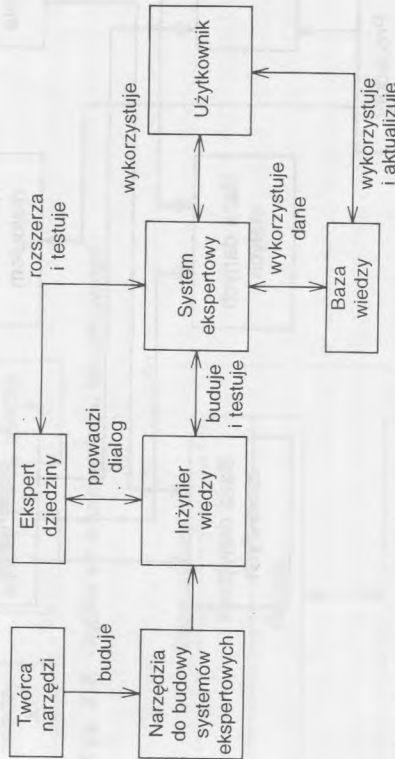 Twórca
narzędzi
buduje
Narzędzia
do budowy
systemów
ekspertowych
Ekspert
dziedziny
prowadzi
dialog
Inżynier
wiedzy
rozszerza
i testuje
buduje
i testuje
System
ekspertowy
wykorzystuje
Użytkownik
wykorzystuje
dane
Baza
wiedzy
wykorzystuje
i aktualizuje